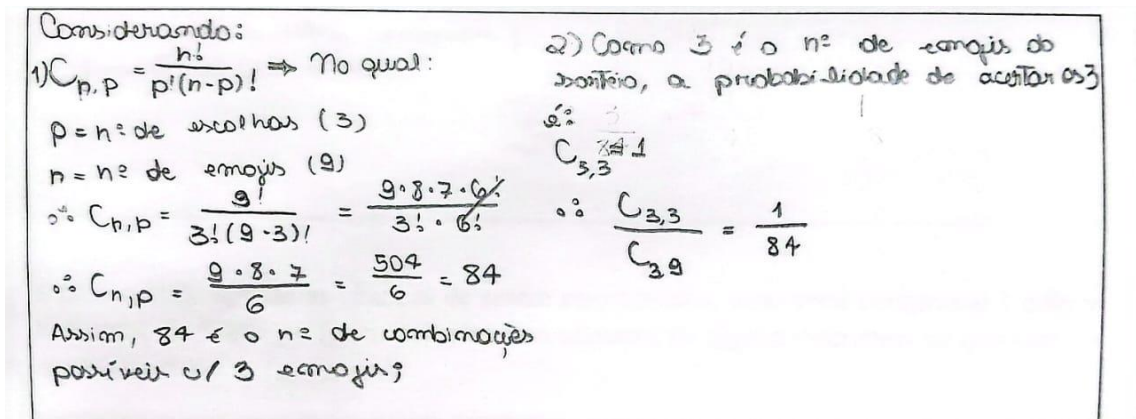 Considerando:
1) C n,p = n! / p!(n-p)! ⇒ No qual:
p = nº de escolhas (3)
n = nº de emojis (9)
∴ C n,p = 9! / 3!(9-3)! = 9·8·7·6! / 3!·6!
∴ C n,p = 9·8·7 / 6 = 504 / 6 = 84
Assim, 84 é o nº de combinações
possíveis c/ 3 emojis;
2) Como 3 é o nº de emojis do
sorteio, a probabilidade de acertar os 3
é:
C 3,3 = 1
∴ C 3,3 / C 3 9 = 1 / 84